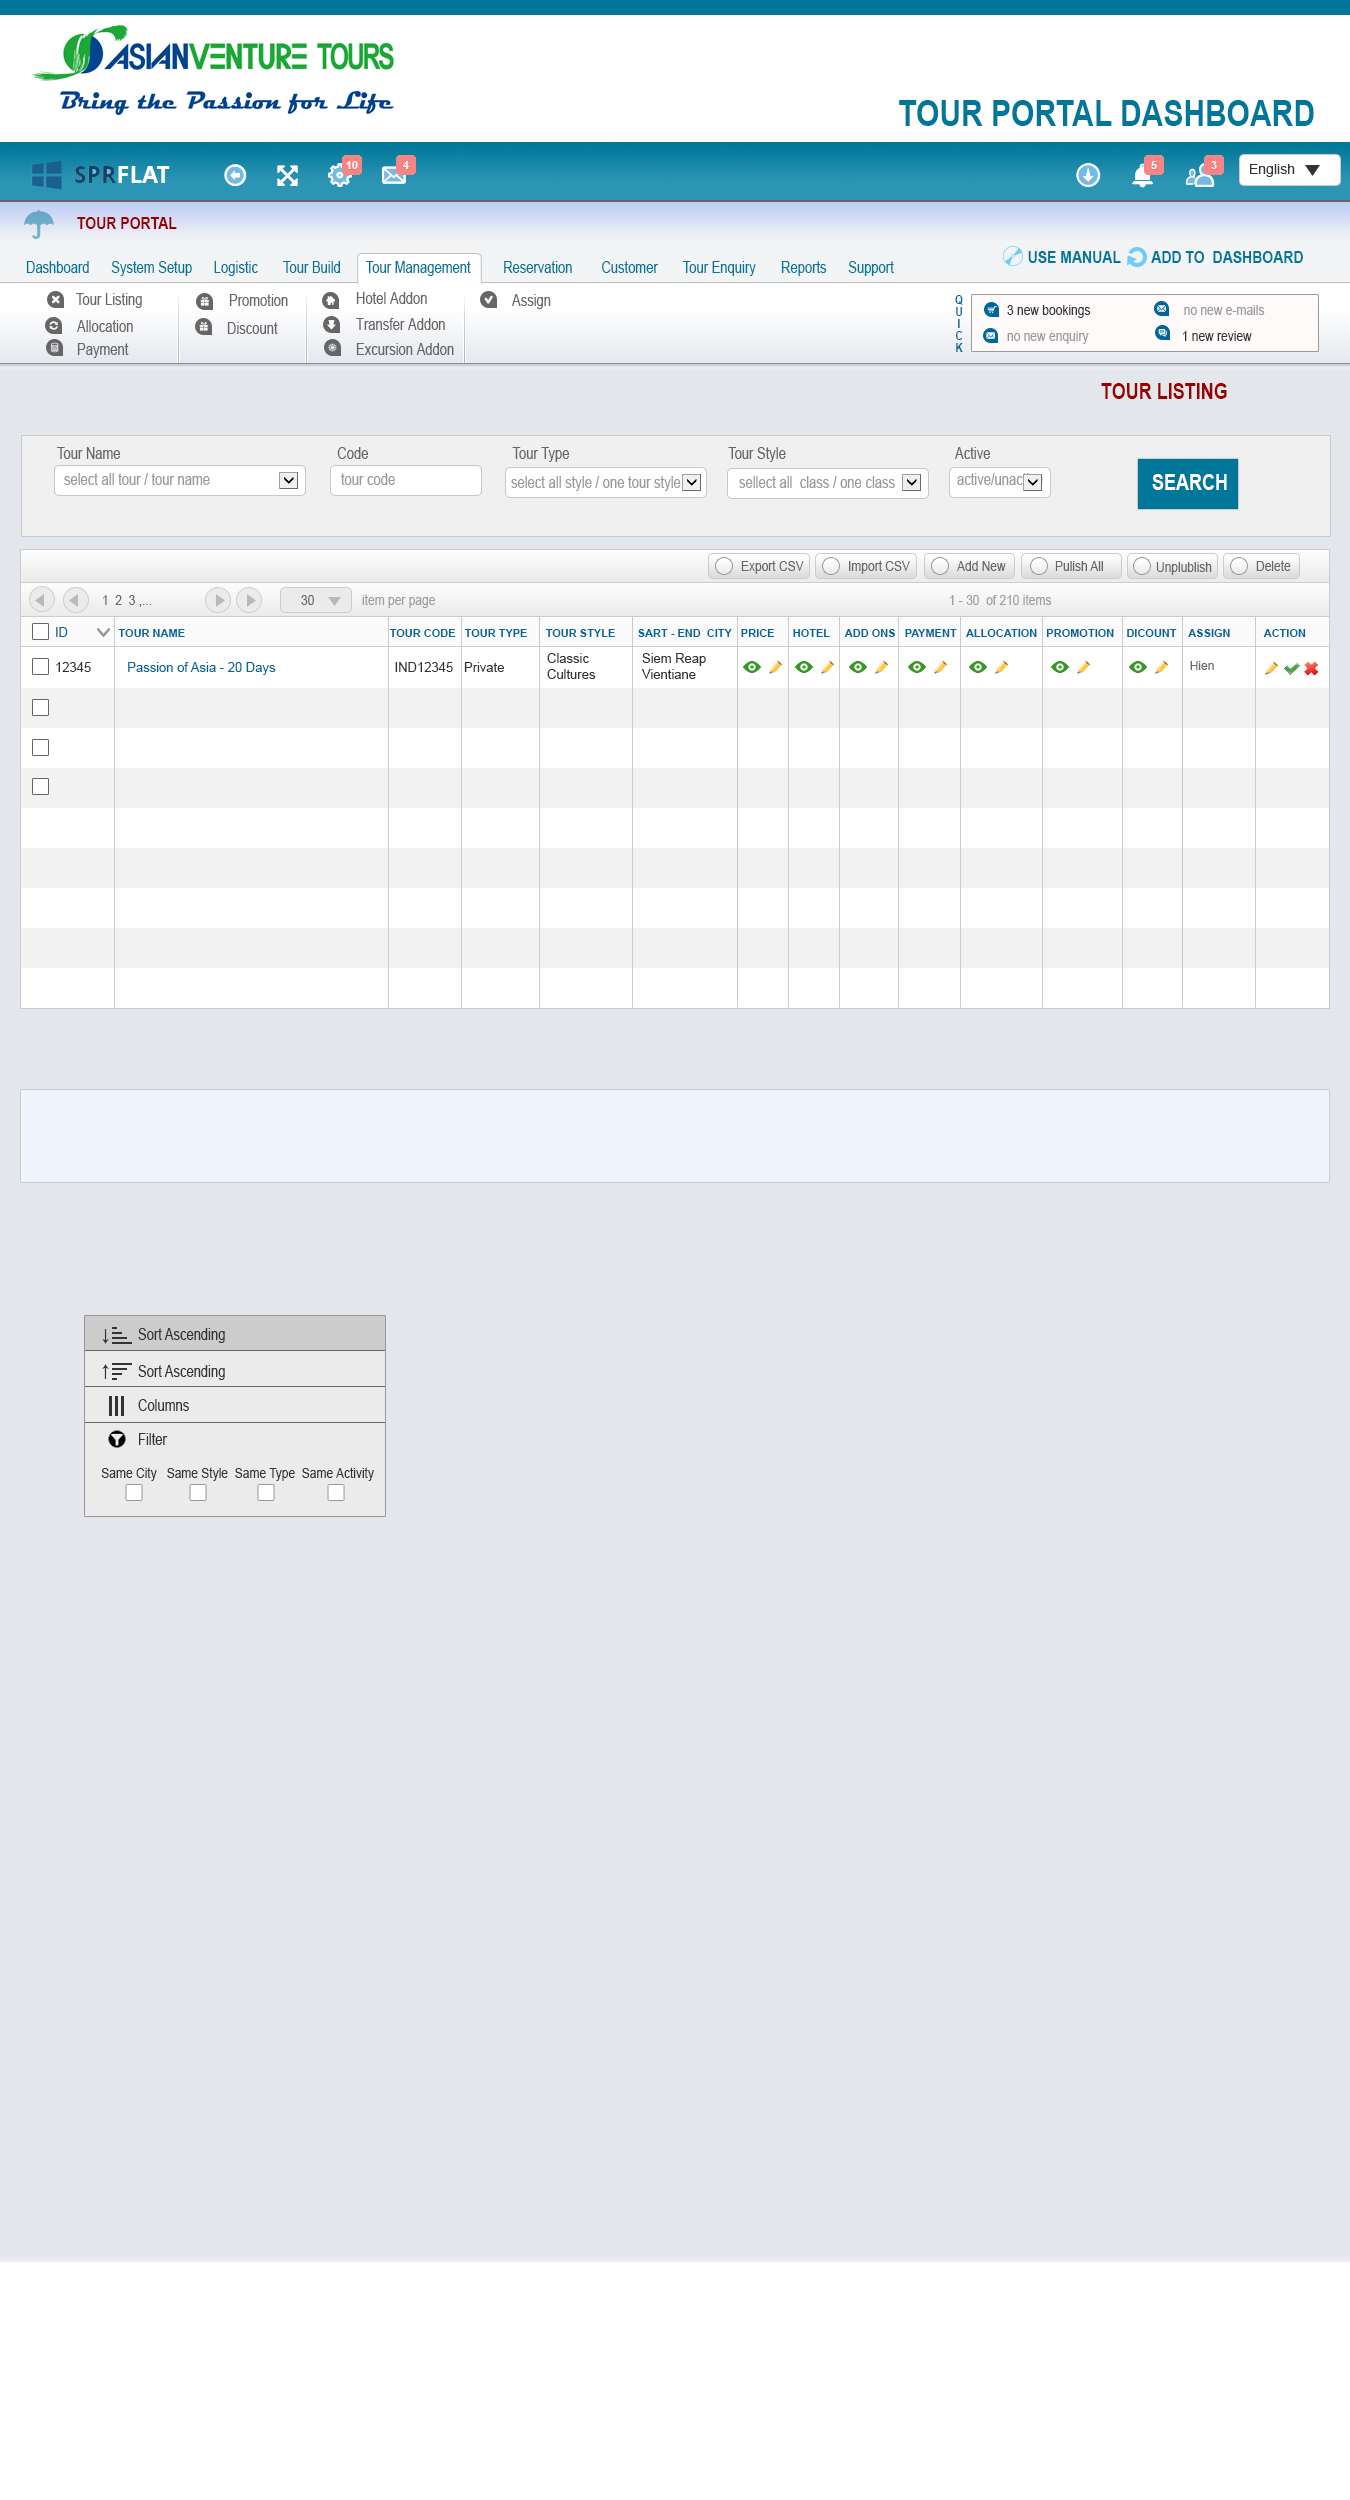 ASIANVENTURE TOURS
Bring the Passion for Life
TOUR PORTAL DASHBOARD
SPRFLAT
10
4
5
3
English
TOUR PORTAL
USE MANUAL ADD TO DASHBOARD
Dashboard System Setup Logistic Tour Build Tour Management Reservation Customer Tour Enquiry Reports Support
Tour Listing
Allocation
Payment
Promotion
Discount
Hotel Addon
Transfer Addon
Excursion Addon
Assign
QUICK
3 new bookings no new e-mails
no new enquiry 1 new review
TOUR LISTING
Tour Name Code Tour Type Tour Style Active
select all tour / tour name tour code select all style / one tour style sellect all class / one class active/unac
SEARCH
Export CSV Import CSV Add New Pulish All Unplublish Delete
1 2 3 ,... 30 item per page 1 - 30 of 210 items
ID TOUR NAME TOUR CODE TOUR TYPE TOUR STYLE SART - END CITY PRICE HOTEL ADD ONS PAYMENT ALLOCATION PROMOTION DICOUNT ASSIGN ACTION
12345 Passion of Asia - 20 Days IND12345 Private Classic Cultures Siem Reap Vientiane Hien
Sort Ascending
Sort Ascending
Columns
Filter
Same City Same Style Same Type Same Activity